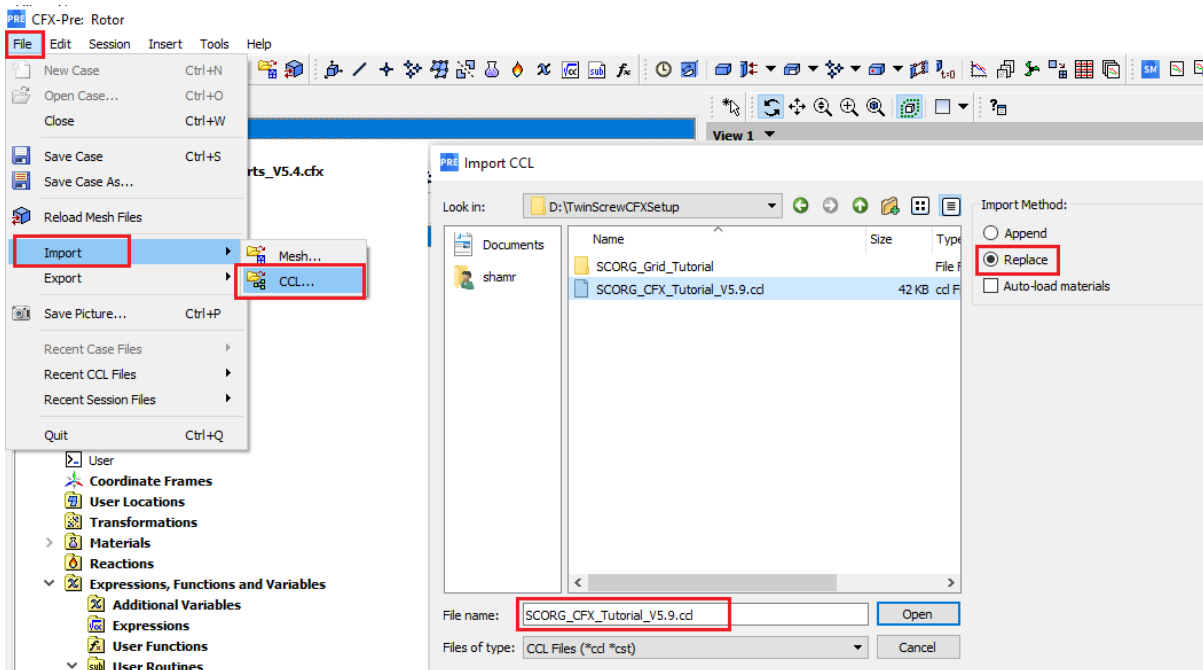 PRE CFX-Pre: Rotor
File Edit Session Insert Tools Help
New Case Ctrl+N
Open Case... Ctrl+O
Close Ctrl+W
Save Case Ctrl+S
Save Case As...
Reload Mesh Files
Import
Export
Save Picture... Ctrl+P
Recent Case Files
Recent CCL Files
Recent Session Files
Quit Ctrl+Q
Mesh...
CCL...
rts_V5.4.cfx
View 1
PRE Import CCL
Look in: D:\TwinScrewCFXSetup
Documents
shamr
Name Size Type
SCORG_Grid_Tutorial File F
SCORG_CFX_Tutorial_V5.9.ccl 42 KB ccl F
Import Method:
Append
Replace
Auto-load materials
File name: SCORG_CFX_Tutorial_V5.9.ccl Open
Files of type: CCL Files (*ccl *cst) Cancel
User
Coordinate Frames
User Locations
Transformations
Materials
Reactions
Expressions, Functions and Variables
Additional Variables
Expressions
User Functions
User Routines